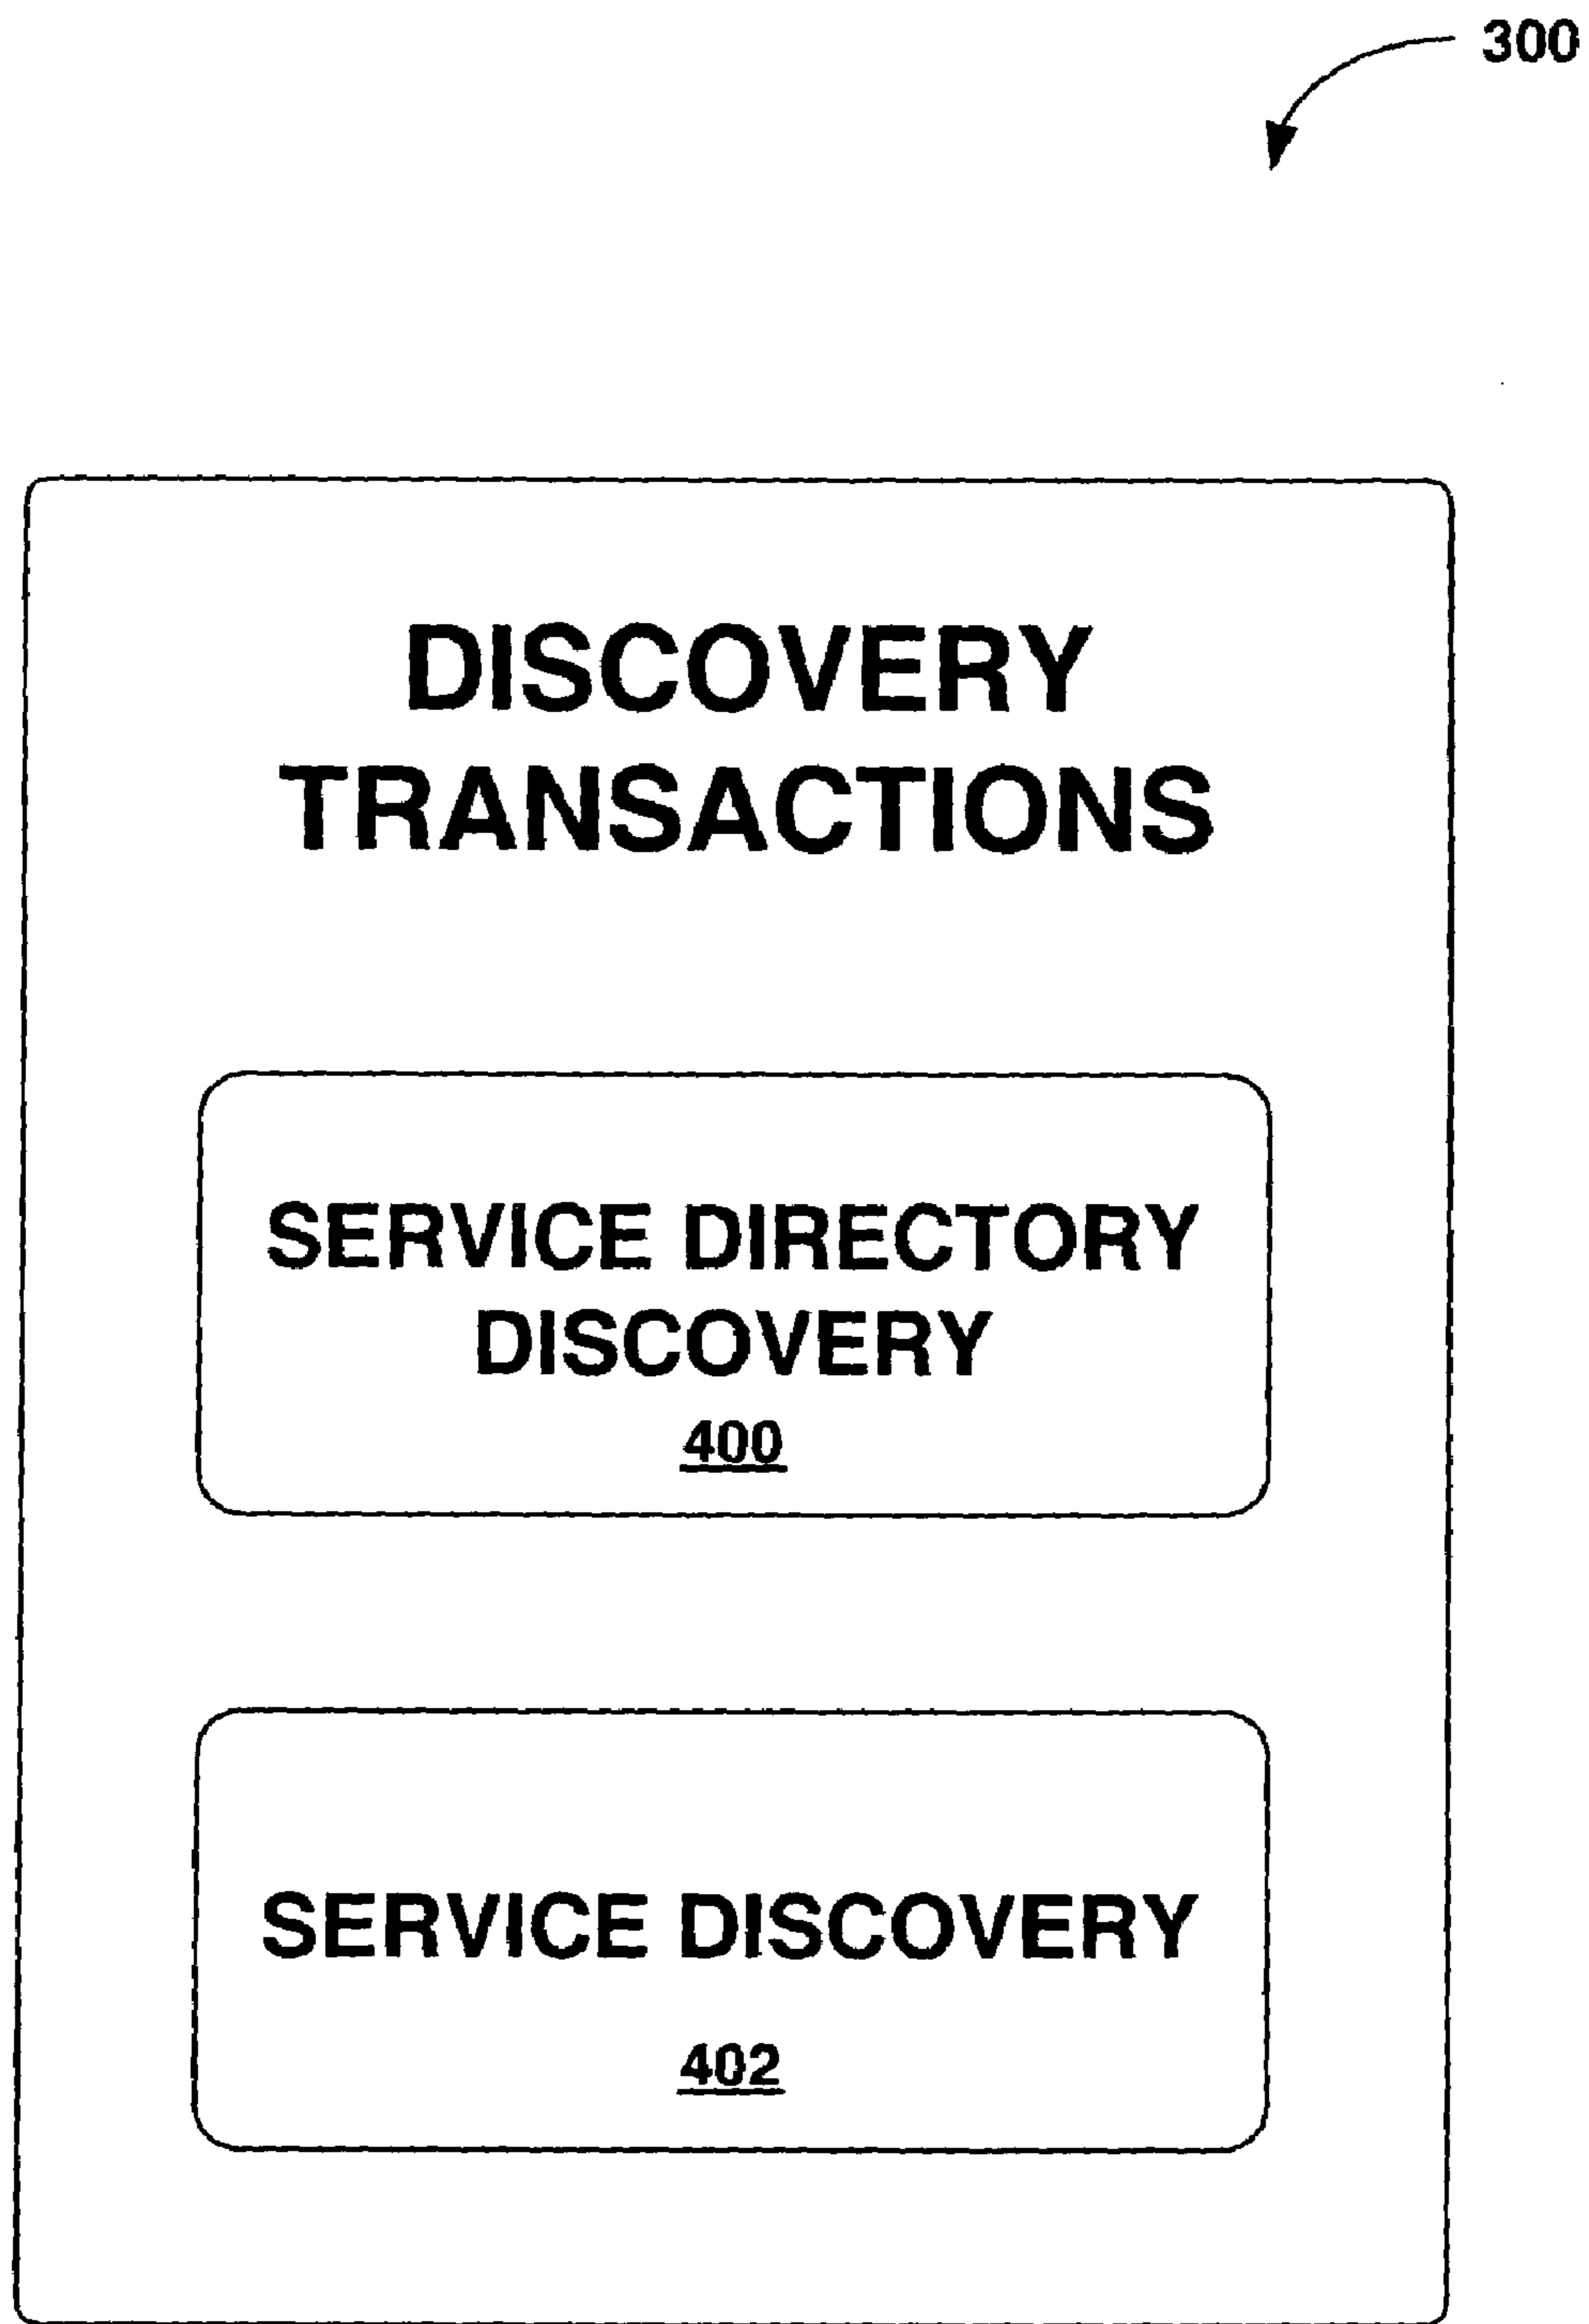 300
DISCOVERY
TRANSACTIONS
SERVICE DIRECTORY
DISCOVERY
400
SERVICE DISCOVERY
402